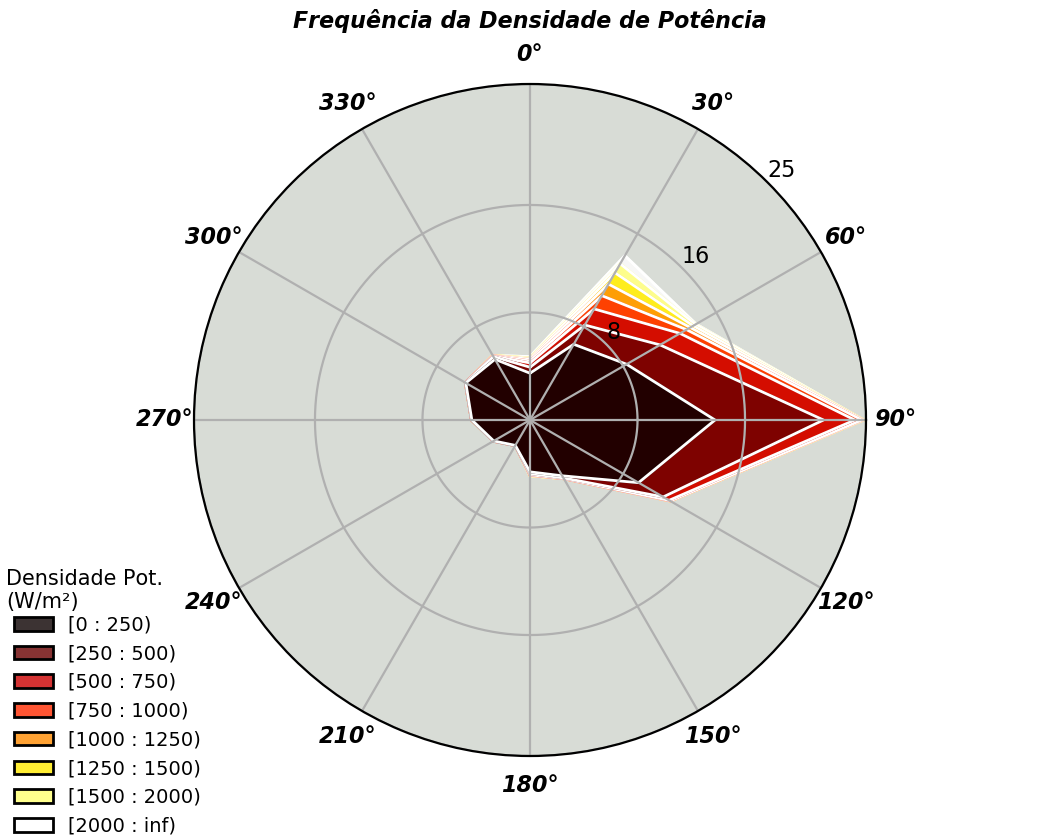 Frequência da Densidade de Potência
0°
330°
30°
25
300°
60°
16
8
270°
90°
240°
120°
210°
150°
180°
Densidade Pot.
(W/m²)
[0 : 250)
[250 : 500)
[500 : 750)
[750 : 1000)
[1000 : 1250)
[1250 : 1500)
[1500 : 2000)
[2000 : inf)